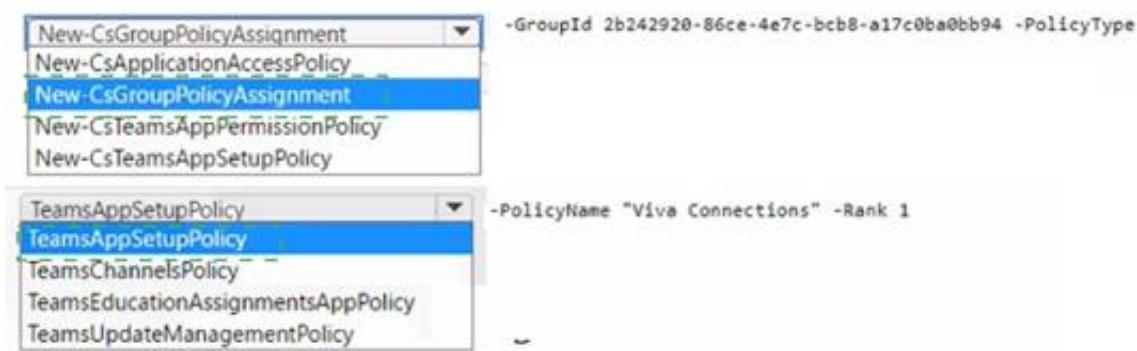 New-CsGroupPolicyAssignment -GroupId 2b242920-86ce-4e7c-bcb8-a17c0ba0bb94 -PolicyType
New-CsApplicationAccessPolicy
New-CsGroupPolicyAssignment
New-CsTeamsAppPermissionPolicy
New-CsTeamsAppSetupPolicy
TeamsAppSetupPolicy -PolicyName "Viva Connections" -Rank 1
TeamsAppSetupPolicy
TeamsChannelsPolicy
TeamsEducationAssignmentsAppPolicy
TeamsUpdateManagementPolicy